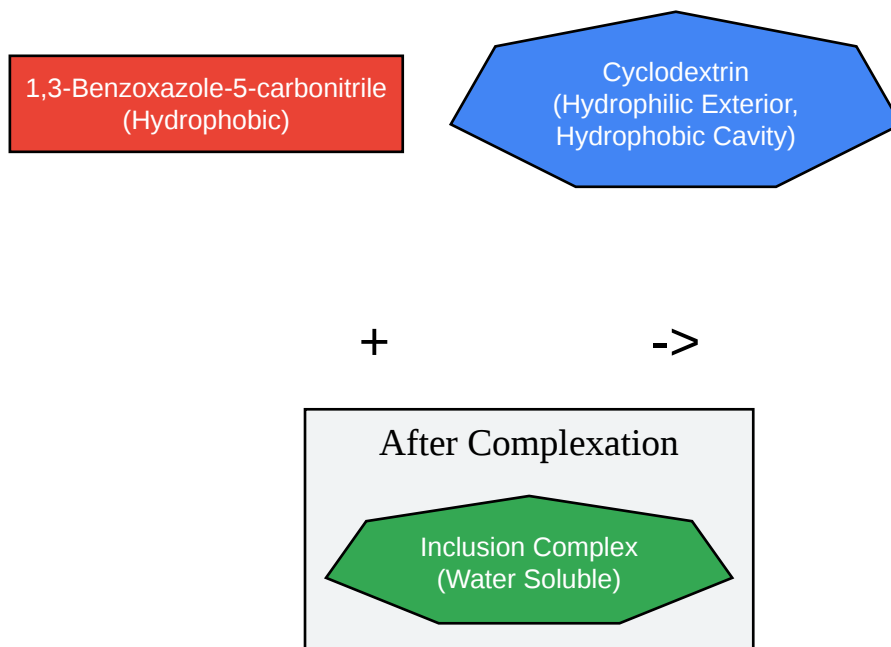 1,3-Benzoxazole-5-carbonitrile
(Hydrophobic)
Cyclodextrin
(Hydrophilic Exterior,
Hydrophobic Cavity)
+
->
After Complexation
Inclusion Complex
(Water Soluble)